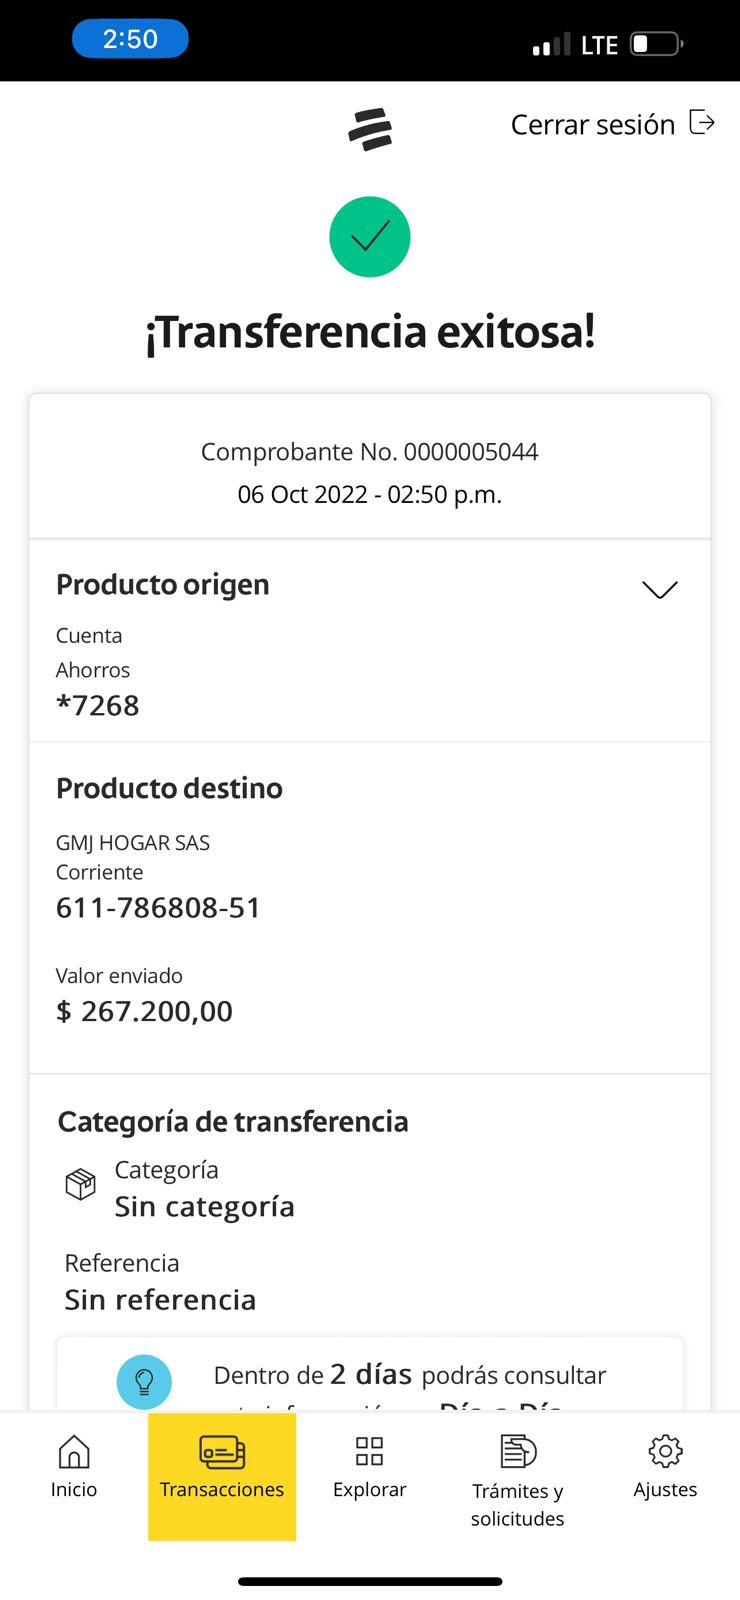 2:50
LTE
Cerrar sesión
¡Transferencia exitosa!
Comprobante No. 0000005044
06 Oct 2022 - 02:50 p.m.
Producto origen
Cuenta
Ahorros
*7268
Producto destino
GMJ HOGAR SAS
Corriente
611-786808-51
Valor enviado
$ 267.200,00
Categoría de transferencia
Categoría
Sin categoría
Referencia
Sin referencia
Dentro de 2 días podrás consultar
Día a Día
Inicio
Transacciones
Explorar
Trámites y
solicitudes
Ajustes